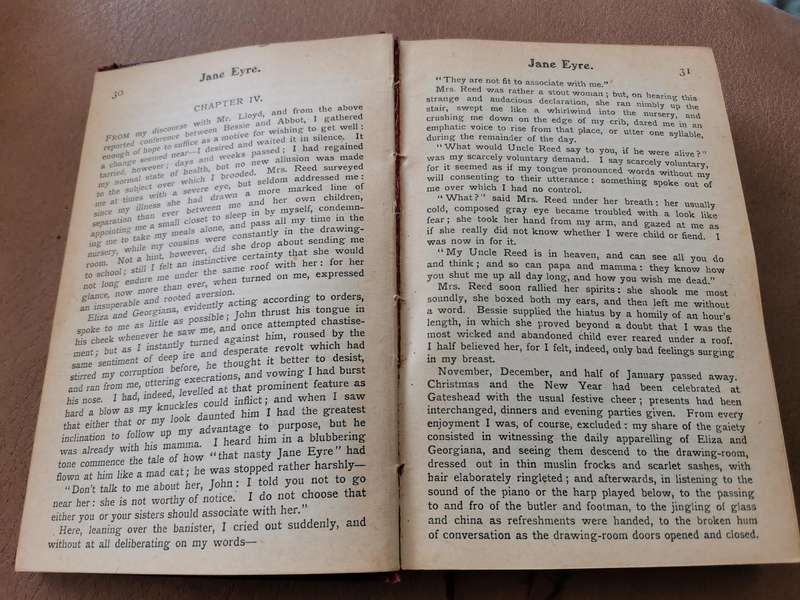 30
Jane Eyre.
CHAPTER IV.
FROM my discourse with Mr. Lloyd, and from the above
reported conference between Bessie and Abbot, I gathered
enough of hope to suffice as a motive for wishing to get well:
a change seemed near—I desired and waited it in silence. It
tarried, however: days and weeks passed; I had regained
my normal state of health, but no new allusion was made
to the subject over which I brooded. Mrs. Reed surveyed
me at times with a severe eye, but seldom addressed me:
since my illness she had drawn a more marked line of
separation than ever between me and her own children,
appointing me a small closet to sleep in by myself, condemn-
ing me to take my meals alone, and pass all my time in the
nursery, while my cousins were constantly in the drawing-
room. Not a hint, however, did she drop about sending me
to school; still I felt an instinctive certainty that she would
not long endure me under the same roof with her: for her
glance, now more than ever, when turned on me, expressed
an insuperable and rooted aversion.
Eliza and Georgiana, evidently acting according to orders,
spoke to me as little as possible; John thrust his tongue in
his cheek whenever he saw me, and once attempted chastise-
ment; but as I instantly turned against him, roused by the
same sentiment of deep ire and desperate revolt which had
stirred my corruption before, he thought it better to desist,
and ran from me, uttering execrations, and vowing I had burst
his nose. I had, indeed, levelled at that prominent feature as
hard a blow as my knuckles could inflict; and when I saw
that either that or my look daunted him I had the greatest
inclination to follow up my advantage to purpose, but he
was already with his mamma. I heard him in a blubbering
tone commence the tale of how "that nasty Jane Eyre" had
flown at him like a mad cat; he was stopped rather harshly—
"Don't talk to me about her, John: I told you not to go
near her: she is not worthy of notice. I do not choose that
either you or your sisters should associate with her."
Here, leaning over the banister, I cried out suddenly, and
without at all deliberating on my words—
Jane Eyre.
31
"They are not fit to associate with me."
Mrs. Reed was rather a stout woman; but, on hearing this
strange and audacious declaration, she ran nimbly up the
stair, swept me like a whirlwind into the nursery, and
crushing me down on the edge of my crib, dared me in an
emphatic voice to rise from that place, or utter one syllable,
during the remainder of the day.
"What would Uncle Reed say to you, if he were alive?"
was my scarcely voluntary demand. I say scarcely voluntary,
for it seemed as if my tongue pronounced words without my
will consenting to their utterance: something spoke out of
me over which I had no control.
"What?" said Mrs. Reed under her breath: her usually
cold, composed gray eye became troubled with a look like
fear; she took her hand from my arm, and gazed at me as
if she really did not know whether I were child or fiend. I
was now in for it.
"My Uncle Reed is in heaven, and can see all you do
and think; and so can papa and mamma: they know how
you shut me up all day long, and how you wish me dead."
Mrs. Reed soon rallied her spirits: she shook me most
soundly, she boxed both my ears, and then left me without
a word. Bessie supplied the hiatus by a homily of an hour's
length, in which she proved beyond a doubt that I was the
most wicked and abandoned child ever reared under a roof.
I half believed her, for I felt, indeed, only bad feelings surging
in my breast.
November, December, and half of January passed away.
Christmas and the New Year had been celebrated at
Gateshead with the usual festive cheer; presents had been
interchanged, dinners and evening parties given. From every
enjoyment I was, of course, excluded: my share of the gaiety
consisted in witnessing the daily apparelling of Eliza and
Georgiana, and seeing them descend to the drawing-room,
dressed out in thin muslin frocks and scarlet sashes, with
hair elaborately ringleted; and afterwards, in listening to the
sound of the piano or the harp played below, to the passing
to and fro of the butler and footman, to the jingling of glass
and china as refreshments were handed, to the broken hum
of conversation as the drawing-room doors opened and closed.